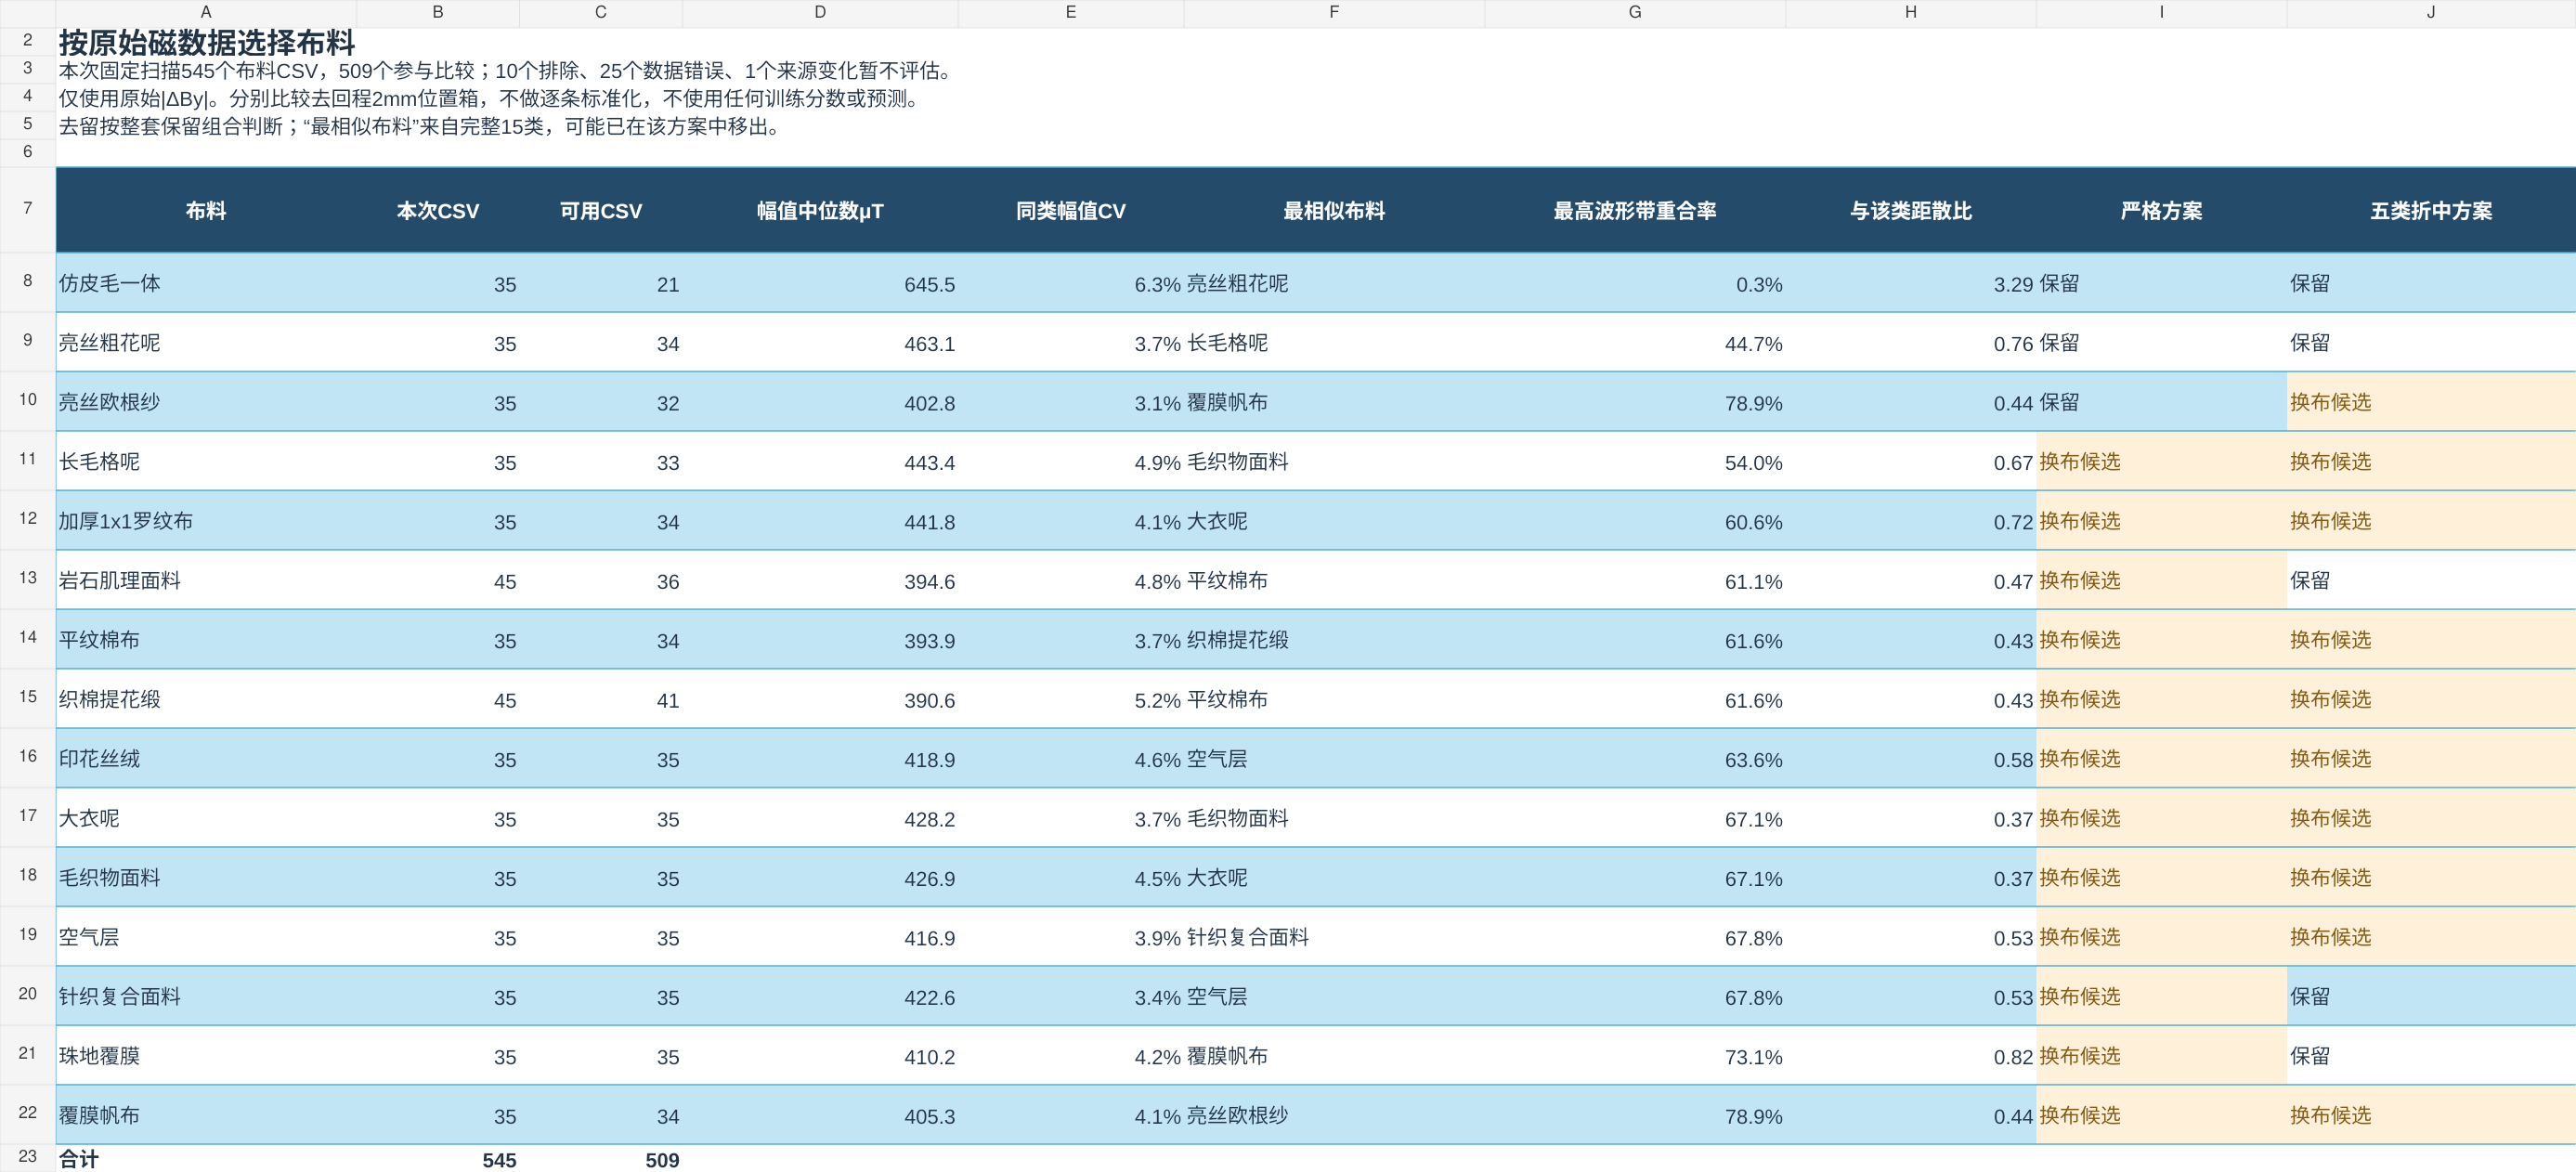 A B C D E F G H I J
2 按原始磁数据选择布料
3 本次固定扫描545个布料CSV，509个参与比较；10个排除、25个数据错误、1个来源变化暂不评估。
4 仅使用原始|ΔBy|。分别比较去回程2mm位置箱，不做逐条标准化，不使用任何训练分数或预测。
5 去留按整套保留组合判断；“最相似布料”来自完整15类，可能已在该方案中移出。
6
7 布料 本次CSV 可用CSV 幅值中位数μT 同类幅值CV 最相似布料 最高波形带重合率 与该类距散比 严格方案 五类折中方案
8 仿皮毛一体 35 21 645.5 6.3% 亮丝粗花呢 0.3% 3.29 保留 保留
9 亮丝粗花呢 35 34 463.1 3.7% 长毛格呢 44.7% 0.76 保留 保留
10 亮丝欧根纱 35 32 402.8 3.1% 覆膜帆布 78.9% 0.44 保留 换布候选
11 长毛格呢 35 33 443.4 4.9% 毛织物面料 54.0% 0.67 换布候选 换布候选
12 加厚1x1罗纹布 35 34 441.8 4.1% 大衣呢 60.6% 0.72 换布候选 换布候选
13 岩石肌理面料 45 36 394.6 4.8% 平纹棉布 61.1% 0.47 换布候选 保留
14 平纹棉布 35 34 393.9 3.7% 织棉提花缎 61.6% 0.43 换布候选 换布候选
15 织棉提花缎 45 41 390.6 5.2% 平纹棉布 61.6% 0.43 换布候选 换布候选
16 印花丝绒 35 35 418.9 4.6% 空气层 63.6% 0.58 换布候选 换布候选
17 大衣呢 35 35 428.2 3.7% 毛织物面料 67.1% 0.37 换布候选 换布候选
18 毛织物面料 35 35 426.9 4.5% 大衣呢 67.1% 0.37 换布候选 换布候选
19 空气层 35 35 416.9 3.9% 针织复合面料 67.8% 0.53 换布候选 换布候选
20 针织复合面料 35 35 422.6 3.4% 空气层 67.8% 0.53 换布候选 保留
21 珠地覆膜 35 35 410.2 4.2% 覆膜帆布 73.1% 0.82 换布候选 保留
22 覆膜帆布 35 34 405.3 4.1% 亮丝欧根纱 78.9% 0.44 换布候选 换布候选
23 合计 545 509